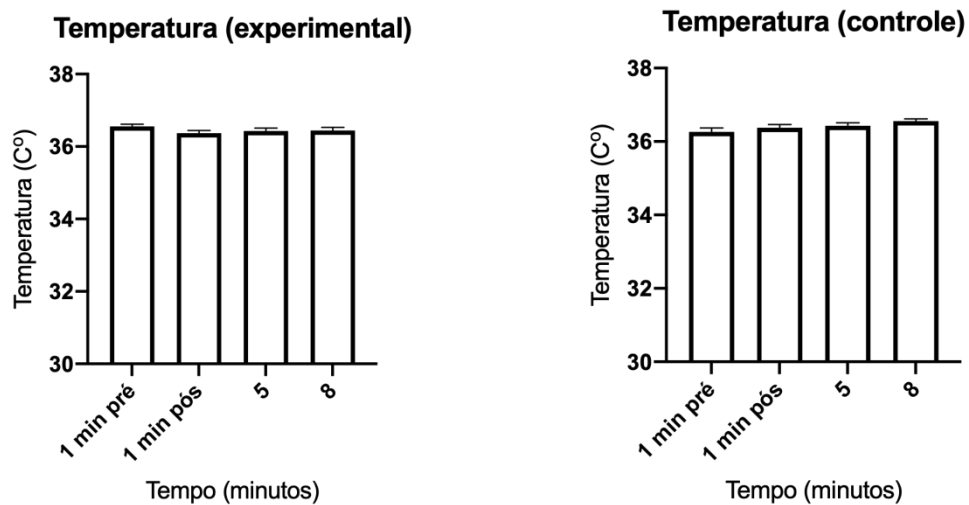 Temperatura (experimental)
Temperatura (Cº)
38
36
34
32
30
1 min pré
1 min pós
5
8
Tempo (minutos)
Temperatura (controle)
Temperatura (Cº)
38
36
34
32
30
1 min pré
1 min pós
5
8
Tempo (minutos)